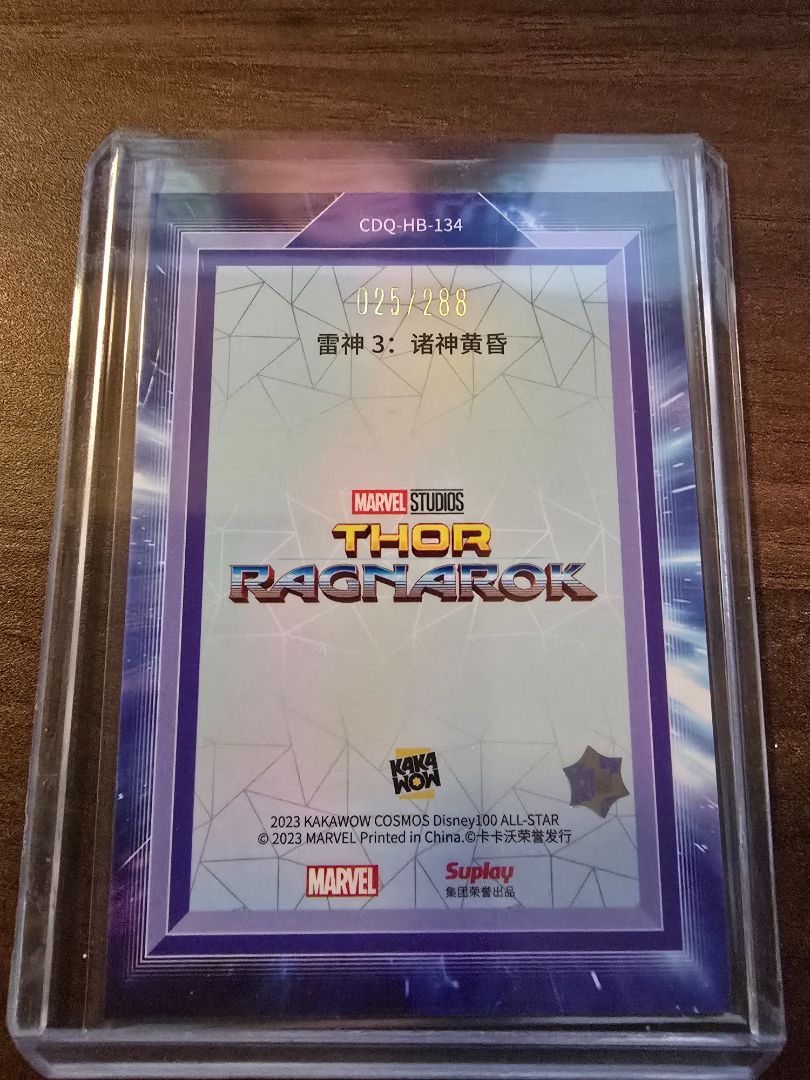 CDQ-HB-134
025/288
雷神 3：诸神黄昏
MARVEL STUDIOS
THOR
RAGNAROK
KAKA
WOW
2023 KAKAWOW COSMOS Disney100 ALL-STAR
© 2023 MARVEL Printed in China.©卡卡沃荣誉发行
MARVEL
Suplay
集团荣誉出品